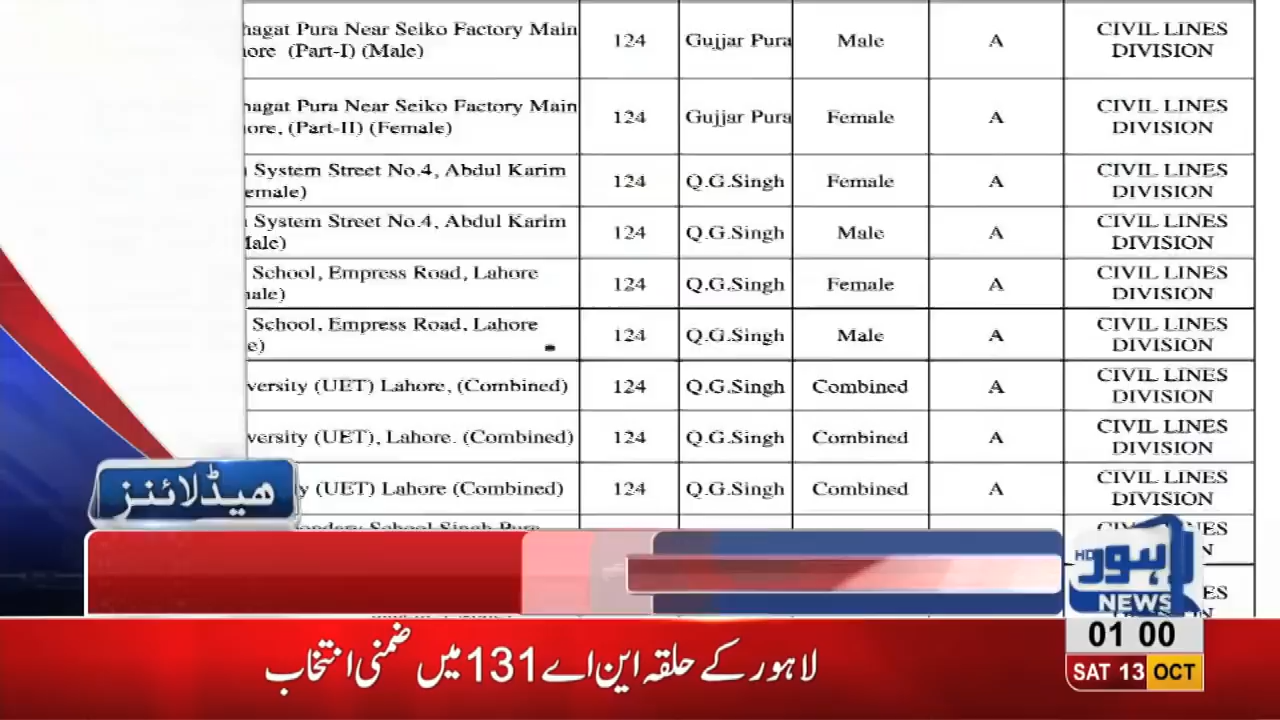 hagat Pura Near Seiko Factory Main
ore (Part-I) (Male)
124
Gujjar Pura
Male
A
CIVIL LINES
DIVISION
hagat Pura Near Seiko Factory Main
ore, (Part-II) (Female)
124
Gujjar Pura
Female
A
CIVIL LINES
DIVISION
System Street No.4, Abdul Karim
emale)
124
Q.G.Singh
Female
A
CIVIL LINES
DIVISION
System Street No.4, Abdul Karim
Male)
124
Q.G.Singh
Male
A
CIVIL LINES
DIVISION
School, Empress Road, Lahore
ale)
124
Q.G.Singh
Female
A
CIVIL LINES
DIVISION
School, Empress Road, Lahore
e)
124
Q.G.Singh
Male
A
CIVIL LINES
DIVISION
versity (UET) Lahore, (Combined)
124
Q.G.Singh
Combined
A
CIVIL LINES
DIVISION
versity (UET), Lahore. (Combined)
124
Q.G.Singh
Combined
A
CIVIL LINES
DIVISION
y (UET) Lahore (Combined)
124
Q.G.Singh
Combined
A
CIVIL LINES
DIVISION
ھیڈلائنز
HD
لاہور
NEWS
01 00
SAT 13 OCT
لاہور کے حلقہ این اے 131 میں ضمنی انتخاب